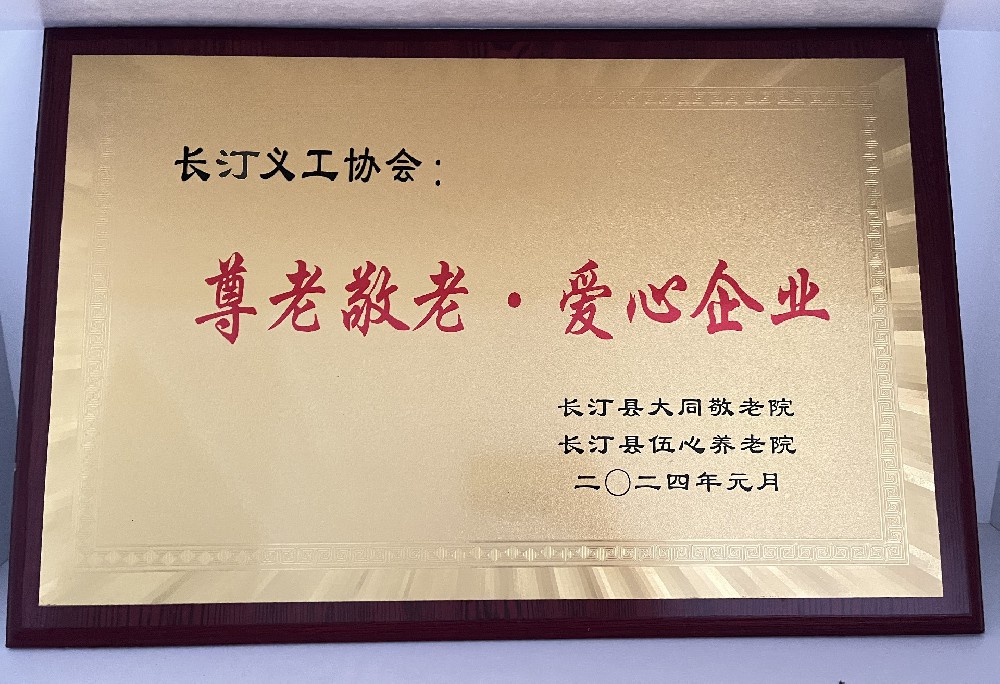 长汀义工协会：
尊老敬老·爱心企业
长汀县大同敬老院
长汀县伍心养老院
二〇二四年元月